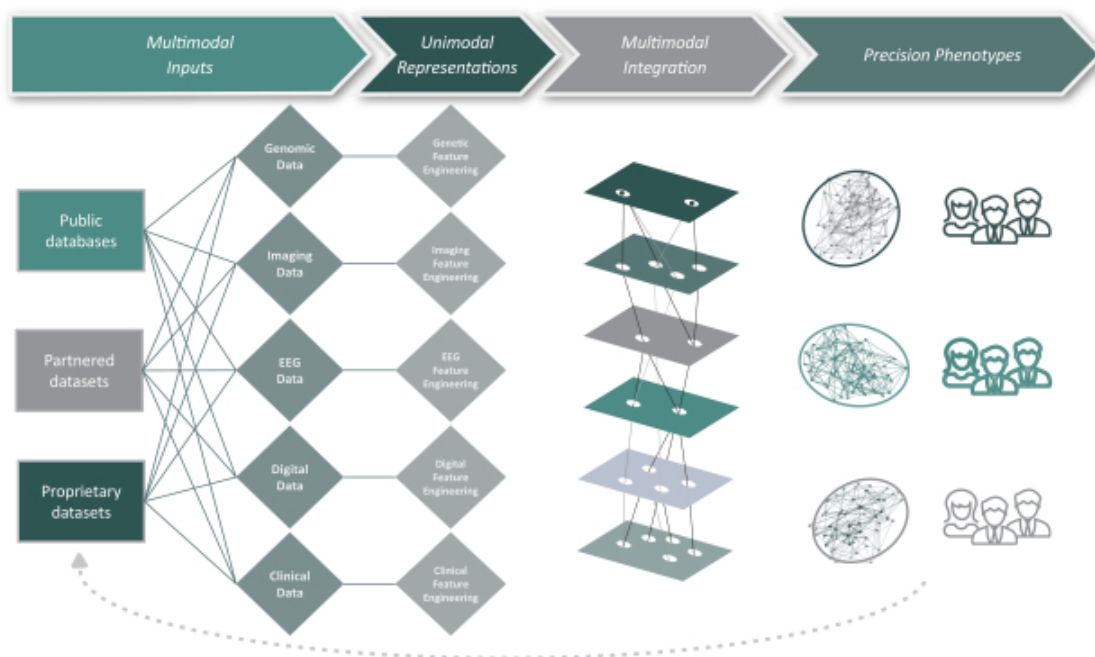 Multimodal
Inputs
Unimodal
Representations
Multimodal
Integration
Precision Phenotypes
Public
databases
Partnered
datasets
Proprietary
datasets
Genomic
Data
Imaging
Data
EEG
Data
Digital
Data
Clinical
Data
Genetic
Feature
Engineering
Imaging
Feature
Engineering
EEG
Feature
Engineering
Digital
Feature
Engineering
Clinical
Feature
Engineering